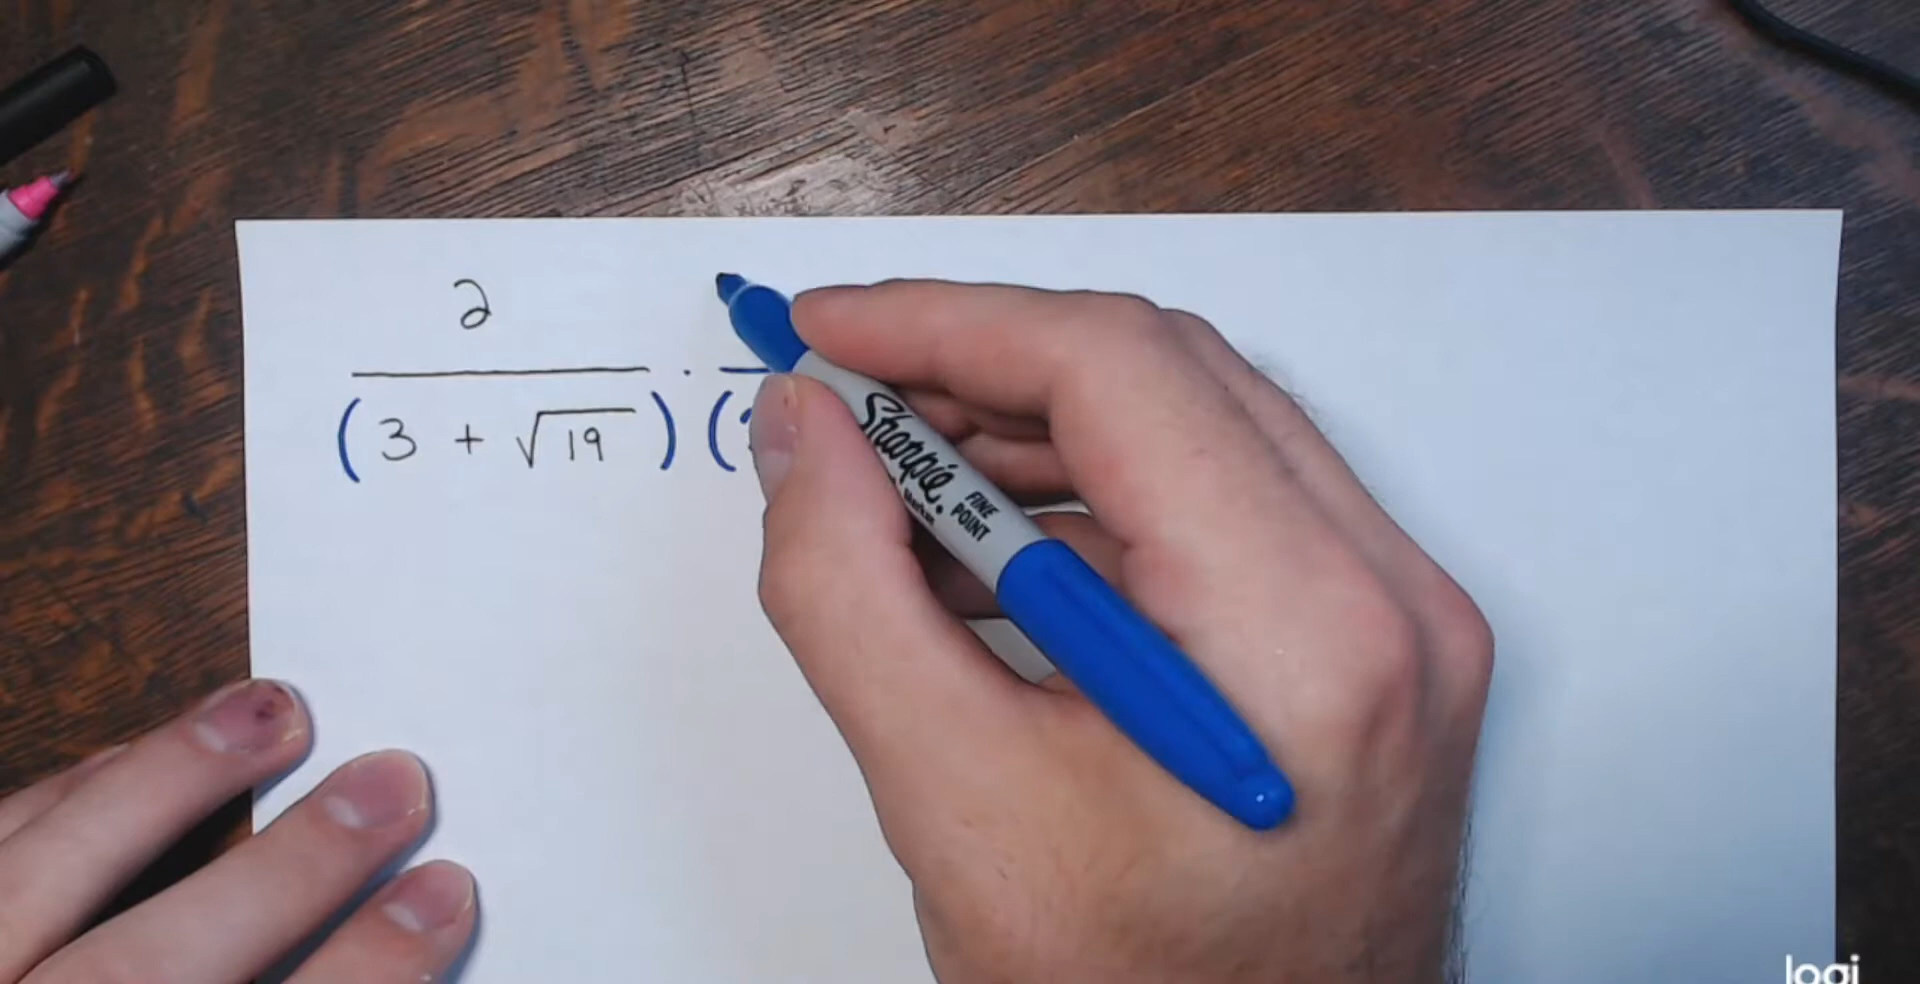 2
(3 + √19) · (
Sharpie.
FINE
POINT
logi